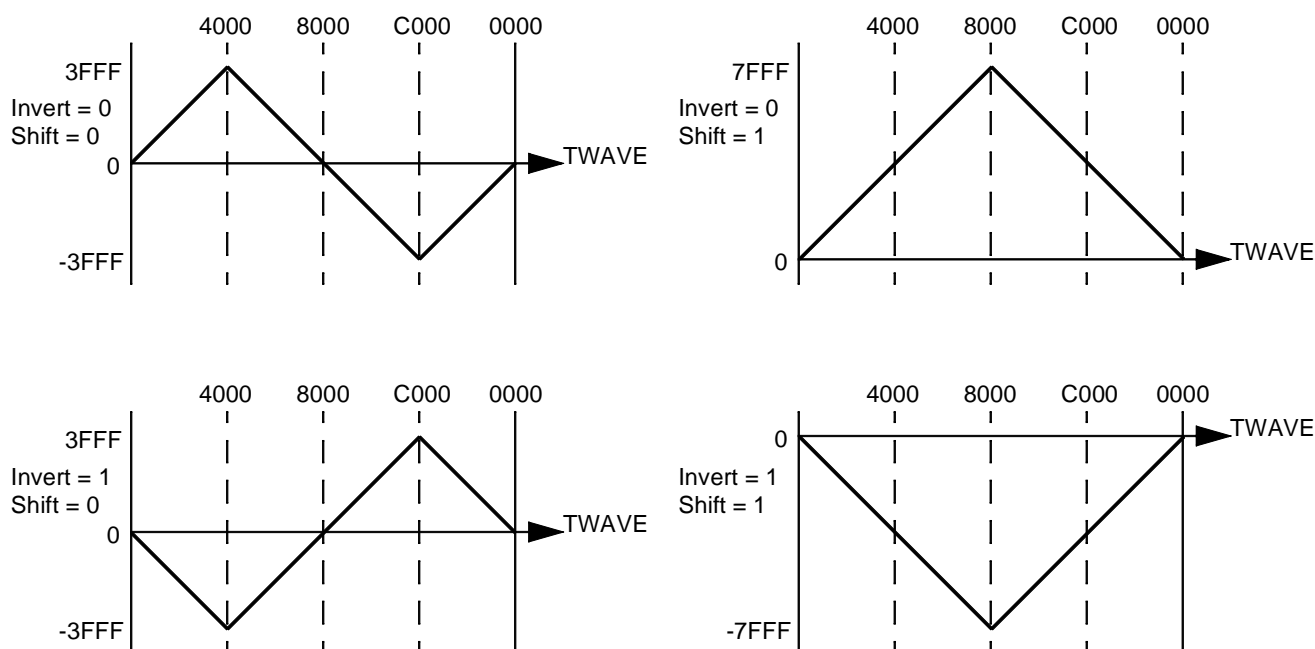 4000 8000 C000 0000
3FFF
Invert = 0
Shift = 0
0
TWAVE
-3FFF
4000 8000 C000 0000
7FFF
Invert = 0
Shift = 1
0
TWAVE
4000 8000 C000 0000
3FFF
Invert = 1
Shift = 0
0
TWAVE
-3FFF
4000 8000 C000 0000
0
TWAVE
Invert = 1
Shift = 1
-7FFF